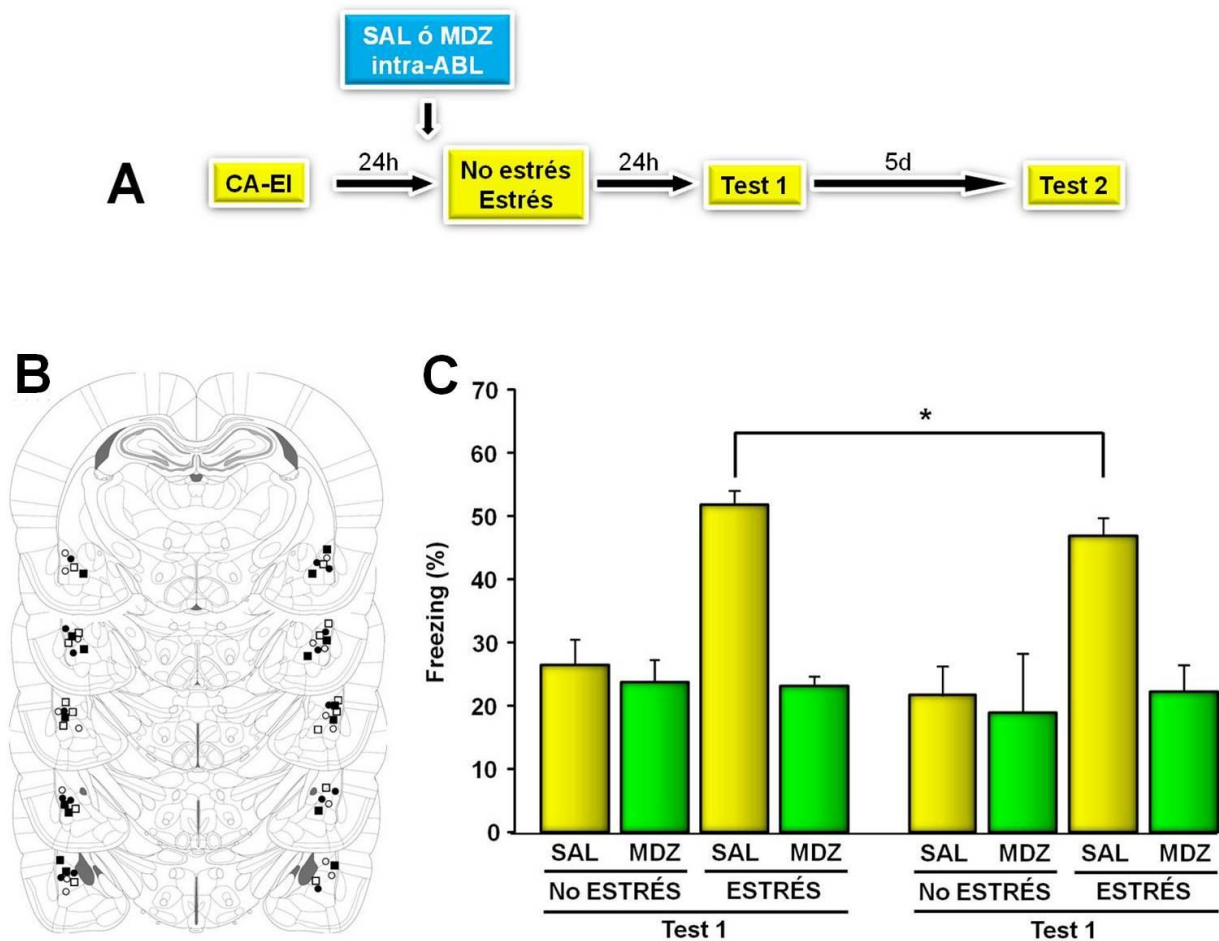 SAL ó MDZ
intra-ABL
A
CA-EI
24h
No estrés
Estrés
24h
Test 1
5d
Test 2
B
C
70
60
50
40
30
20
10
0
Freezing (%)
*
SAL MDZ SAL MDZ SAL MDZ SAL MDZ
No ESTRÉS ESTRÉS No ESTRÉS ESTRÉS
Test 1 Test 1